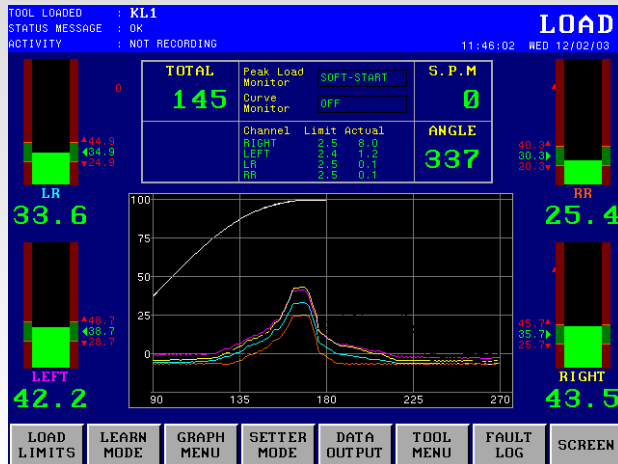 TOOL LOADED : KL1
STATUS MESSAGE : OK
ACTIVITY : NOT RECORDING
LOAD
11:46:02 WED 12/02/03
0
TOTAL
145
Peak Load Monitor SOFT-START
Curve Monitor OFF
S.P.M
0
Channel Limit Actual
RIGHT 2.5 8.0
LEFT 2.4 1.2
LR 2.5 0.1
RR 2.5 0.1
ANGLE
337
44.9
34.9
24.9
LR
33.6
40.3
30.3
20.3
RR
25.4
48.7
38.7
28.7
LEFT
42.2
45.7
35.7
25.7
RIGHT
43.5
100
75
50
25
0
90 135 180 225 270
LOAD LIMITS
LEARN MODE
GRAPH MENU
SETTER MODE
DATA OUTPUT
TOOL MENU
FAULT LOG
SCREEN